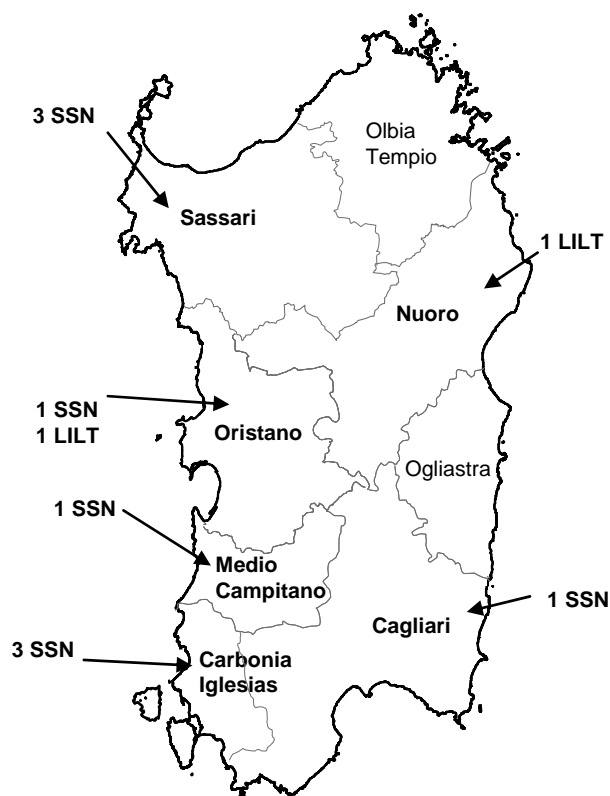 3 SSN
Olbia
Tempio
Sassari
1 LILT
Nuoro
1 SSN
1 LILT
Oristano
Ogliastra
1 SSN
Medio
Campitano
1 SSN
Cagliari
3 SSN
Carbonia
Iglesias